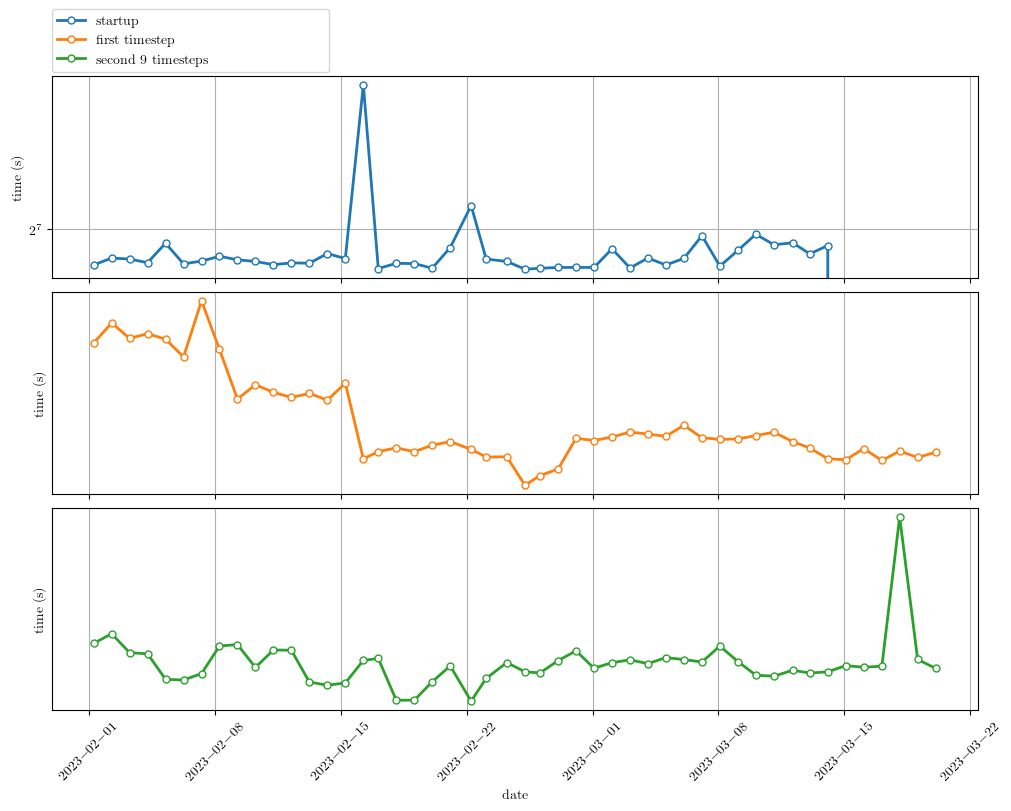 startup
first timestep
second 9 timesteps
time (s)
2^7
time (s)
time (s)
2023−02−01
2023−02−08
2023−02−15
2023−02−22
2023−03−01
2023−03−08
2023−03−15
2023−03−22
date